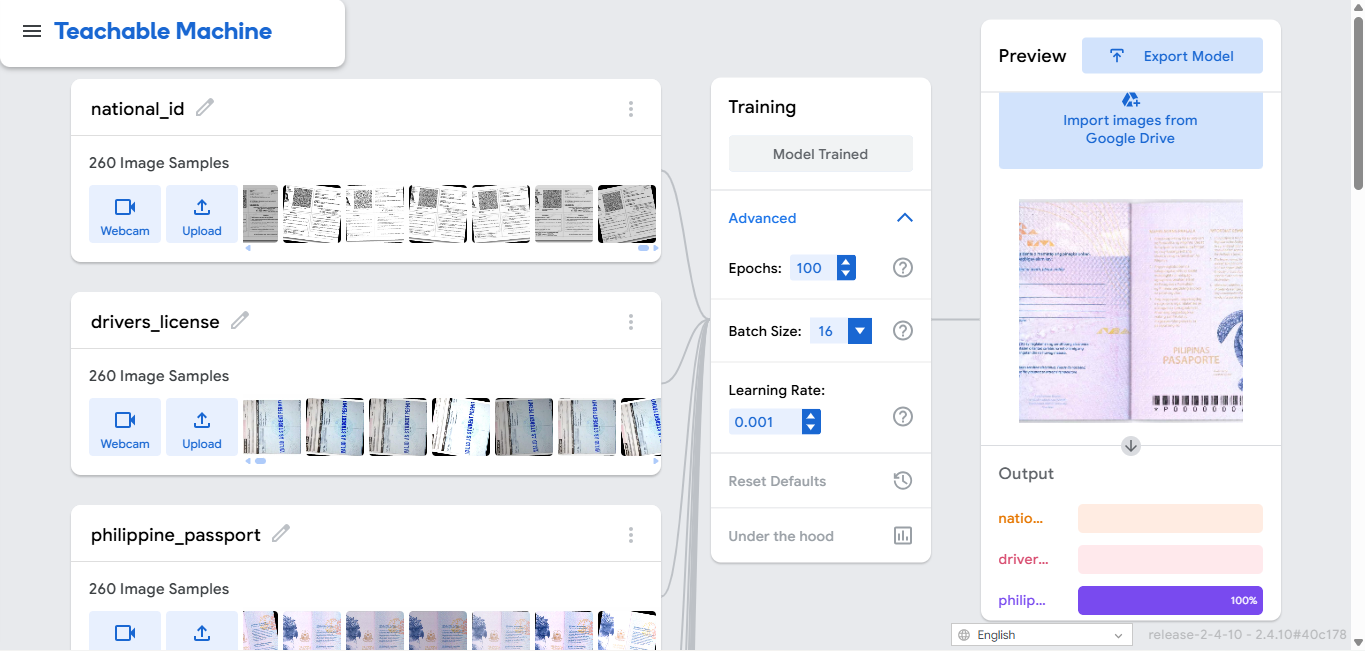 Teachable Machine
national_id
260 Image Samples
Webcam
Upload
drivers_license
260 Image Samples
Webcam
Upload
philippine_passport
260 Image Samples
Training
Model Trained
Advanced
Epochs: 100
Batch Size: 16
Learning Rate:
0.001
Reset Defaults
Under the hood
Preview
Export Model
Import images from
Google Drive
PILIPINAS
PASAPORTE
Output
natio...
driver...
philip...
100%
English
release-2-4-10 - 2.4.10#40c178